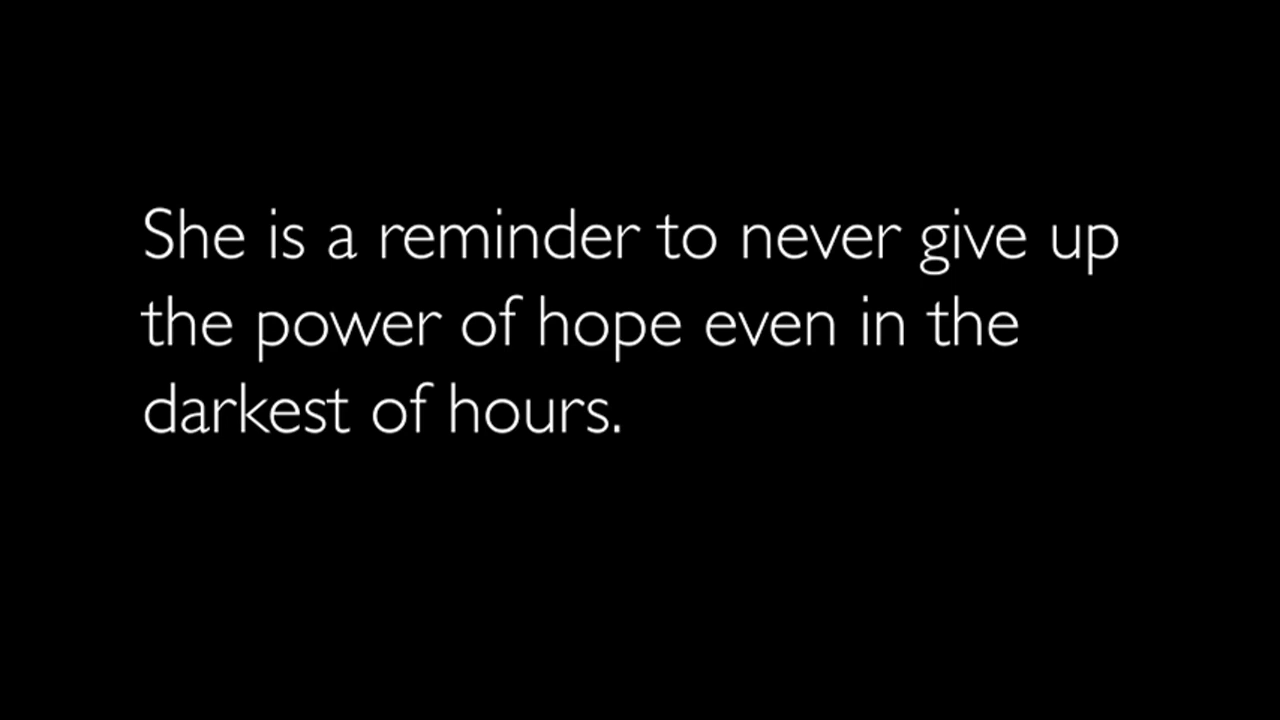 She is a reminder to never give up
the power of hope even in the
darkest of hours.